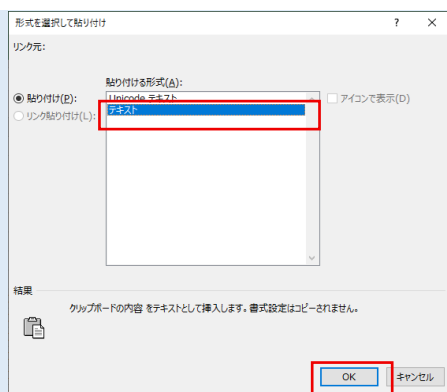 形式を選択して貼り付け ? ×
リンク元:
貼り付ける形式(A):
貼り付け(P):
リンク貼り付け(L):
Unicode テキスト
テキスト
アイコンで表示(D)
結果
クリップボードの内容 をテキストとして挿入します。書式設定はコピーされません。
OK
キャンセル